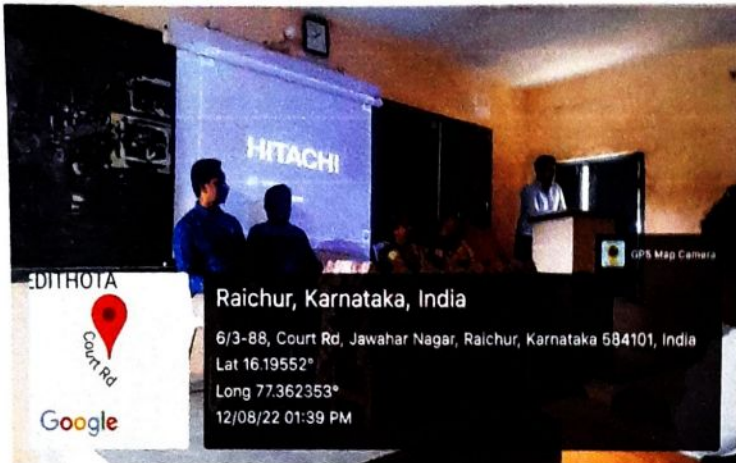 HITACHI
GPS Map Camera
EDITHOTA
Court Rd
Google
Raichur, Karnataka, India
6/3-88, Court Rd, Jawahar Nagar, Raichur, Karnataka 584101, India
Lat 16.19552°
Long 77.362353°
12/08/22 01:39 PM